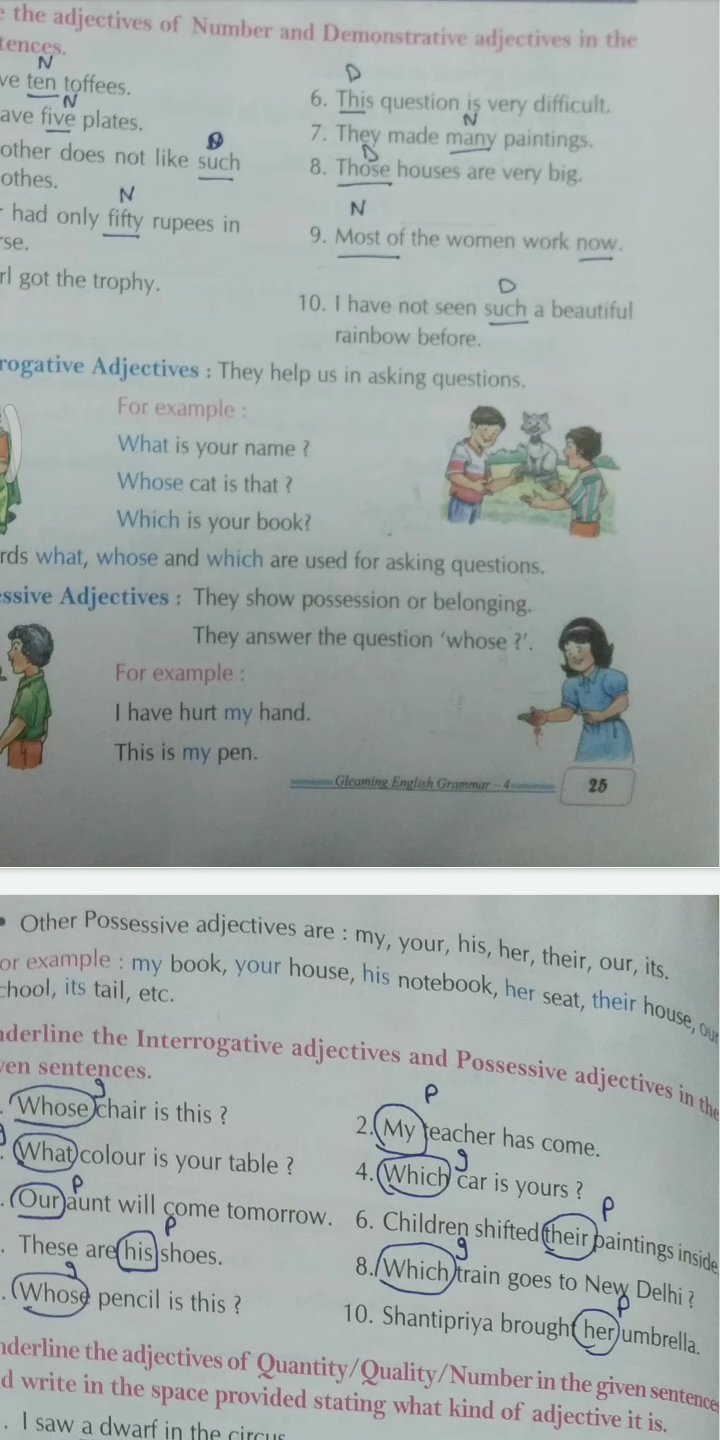 the adjectives of Number and Demonstrative adjectives in the
tences.
N
ve ten toffees.
N
ave five plates.
other does not like such
othes.
N
had only fifty rupees in
rse.
rl got the trophy.
D
6. This question is very difficult.
N
7. They made many paintings.
D
8. Those houses are very big.
N
9. Most of the women work now.
D
10. I have not seen such a beautiful
rainbow before.
rogative Adjectives : They help us in asking questions.
For example :
What is your name ?
Whose cat is that ?
Which is your book?
rds what, whose and which are used for asking questions.
essive Adjectives : They show possession or belonging.
They answer the question ‘whose ?’.
For example :
I have hurt my hand.
This is my pen.
Gleaming English Grammar – 4
25
• Other Possessive adjectives are : my, your, his, her, their, our, its.
or example : my book, your house, his notebook, her seat, their house, our
chool, its tail, etc.
nderline the Interrogative adjectives and Possessive adjectives in the
ven sentences.
g
. Whose chair is this ?
P
2. My teacher has come.
g
. What colour is your table ?
g
4. Which car is yours ?
P
. Our aunt will come tomorrow.
P
6. Children shifted their paintings inside
P
. These are his shoes.
g
8. Which train goes to New Delhi ?
g
. Whose pencil is this ?
P
10. Shantipriya brought her umbrella.
nderline the adjectives of Quantity/Quality/Number in the given sentence
d write in the space provided stating what kind of adjective it is.
. I saw a dwarf in the circus